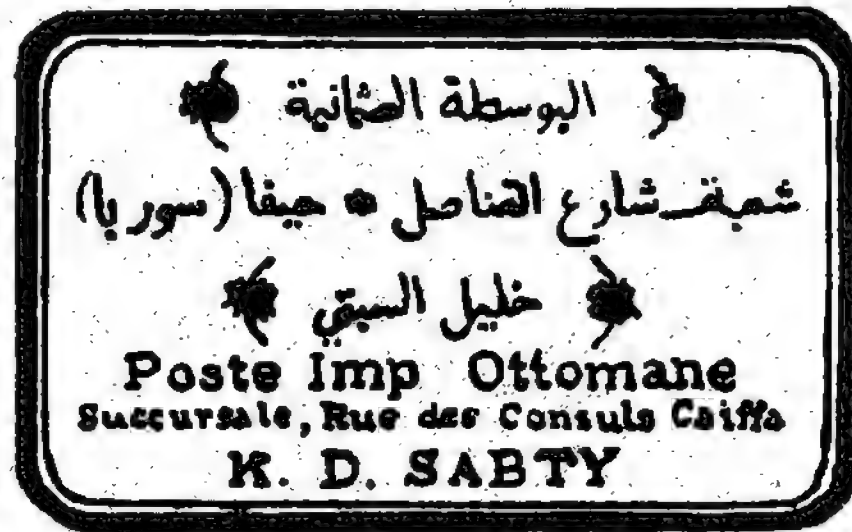 البوسطة العثمانية
شعبة شارع القناصل * حيفا (سوريا)
خليل السبتي
Poste Imp Ottomane
Succursale, Rue des Consuls Caiffa
K. D. SABTY